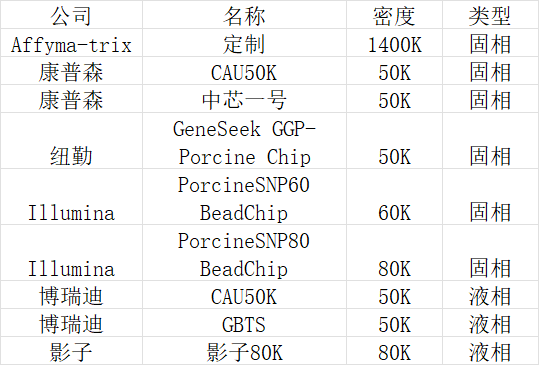 公司 名称 密度 类型
Affyma-trix 定制 1400K 固相
康普森 CAU50K 50K 固相
康普森 中芯一号 50K 固相
GeneSeek GGP-
纽勤 Porcine Chip 50K 固相
PorcineSNP60
Illumina BeadChip 60K 固相
PorcineSNP80
Illumina BeadChip 80K 固相
博瑞迪 CAU50K 50K 液相
博瑞迪 GBTS 50K 液相
影子 影子80K 80K 液相